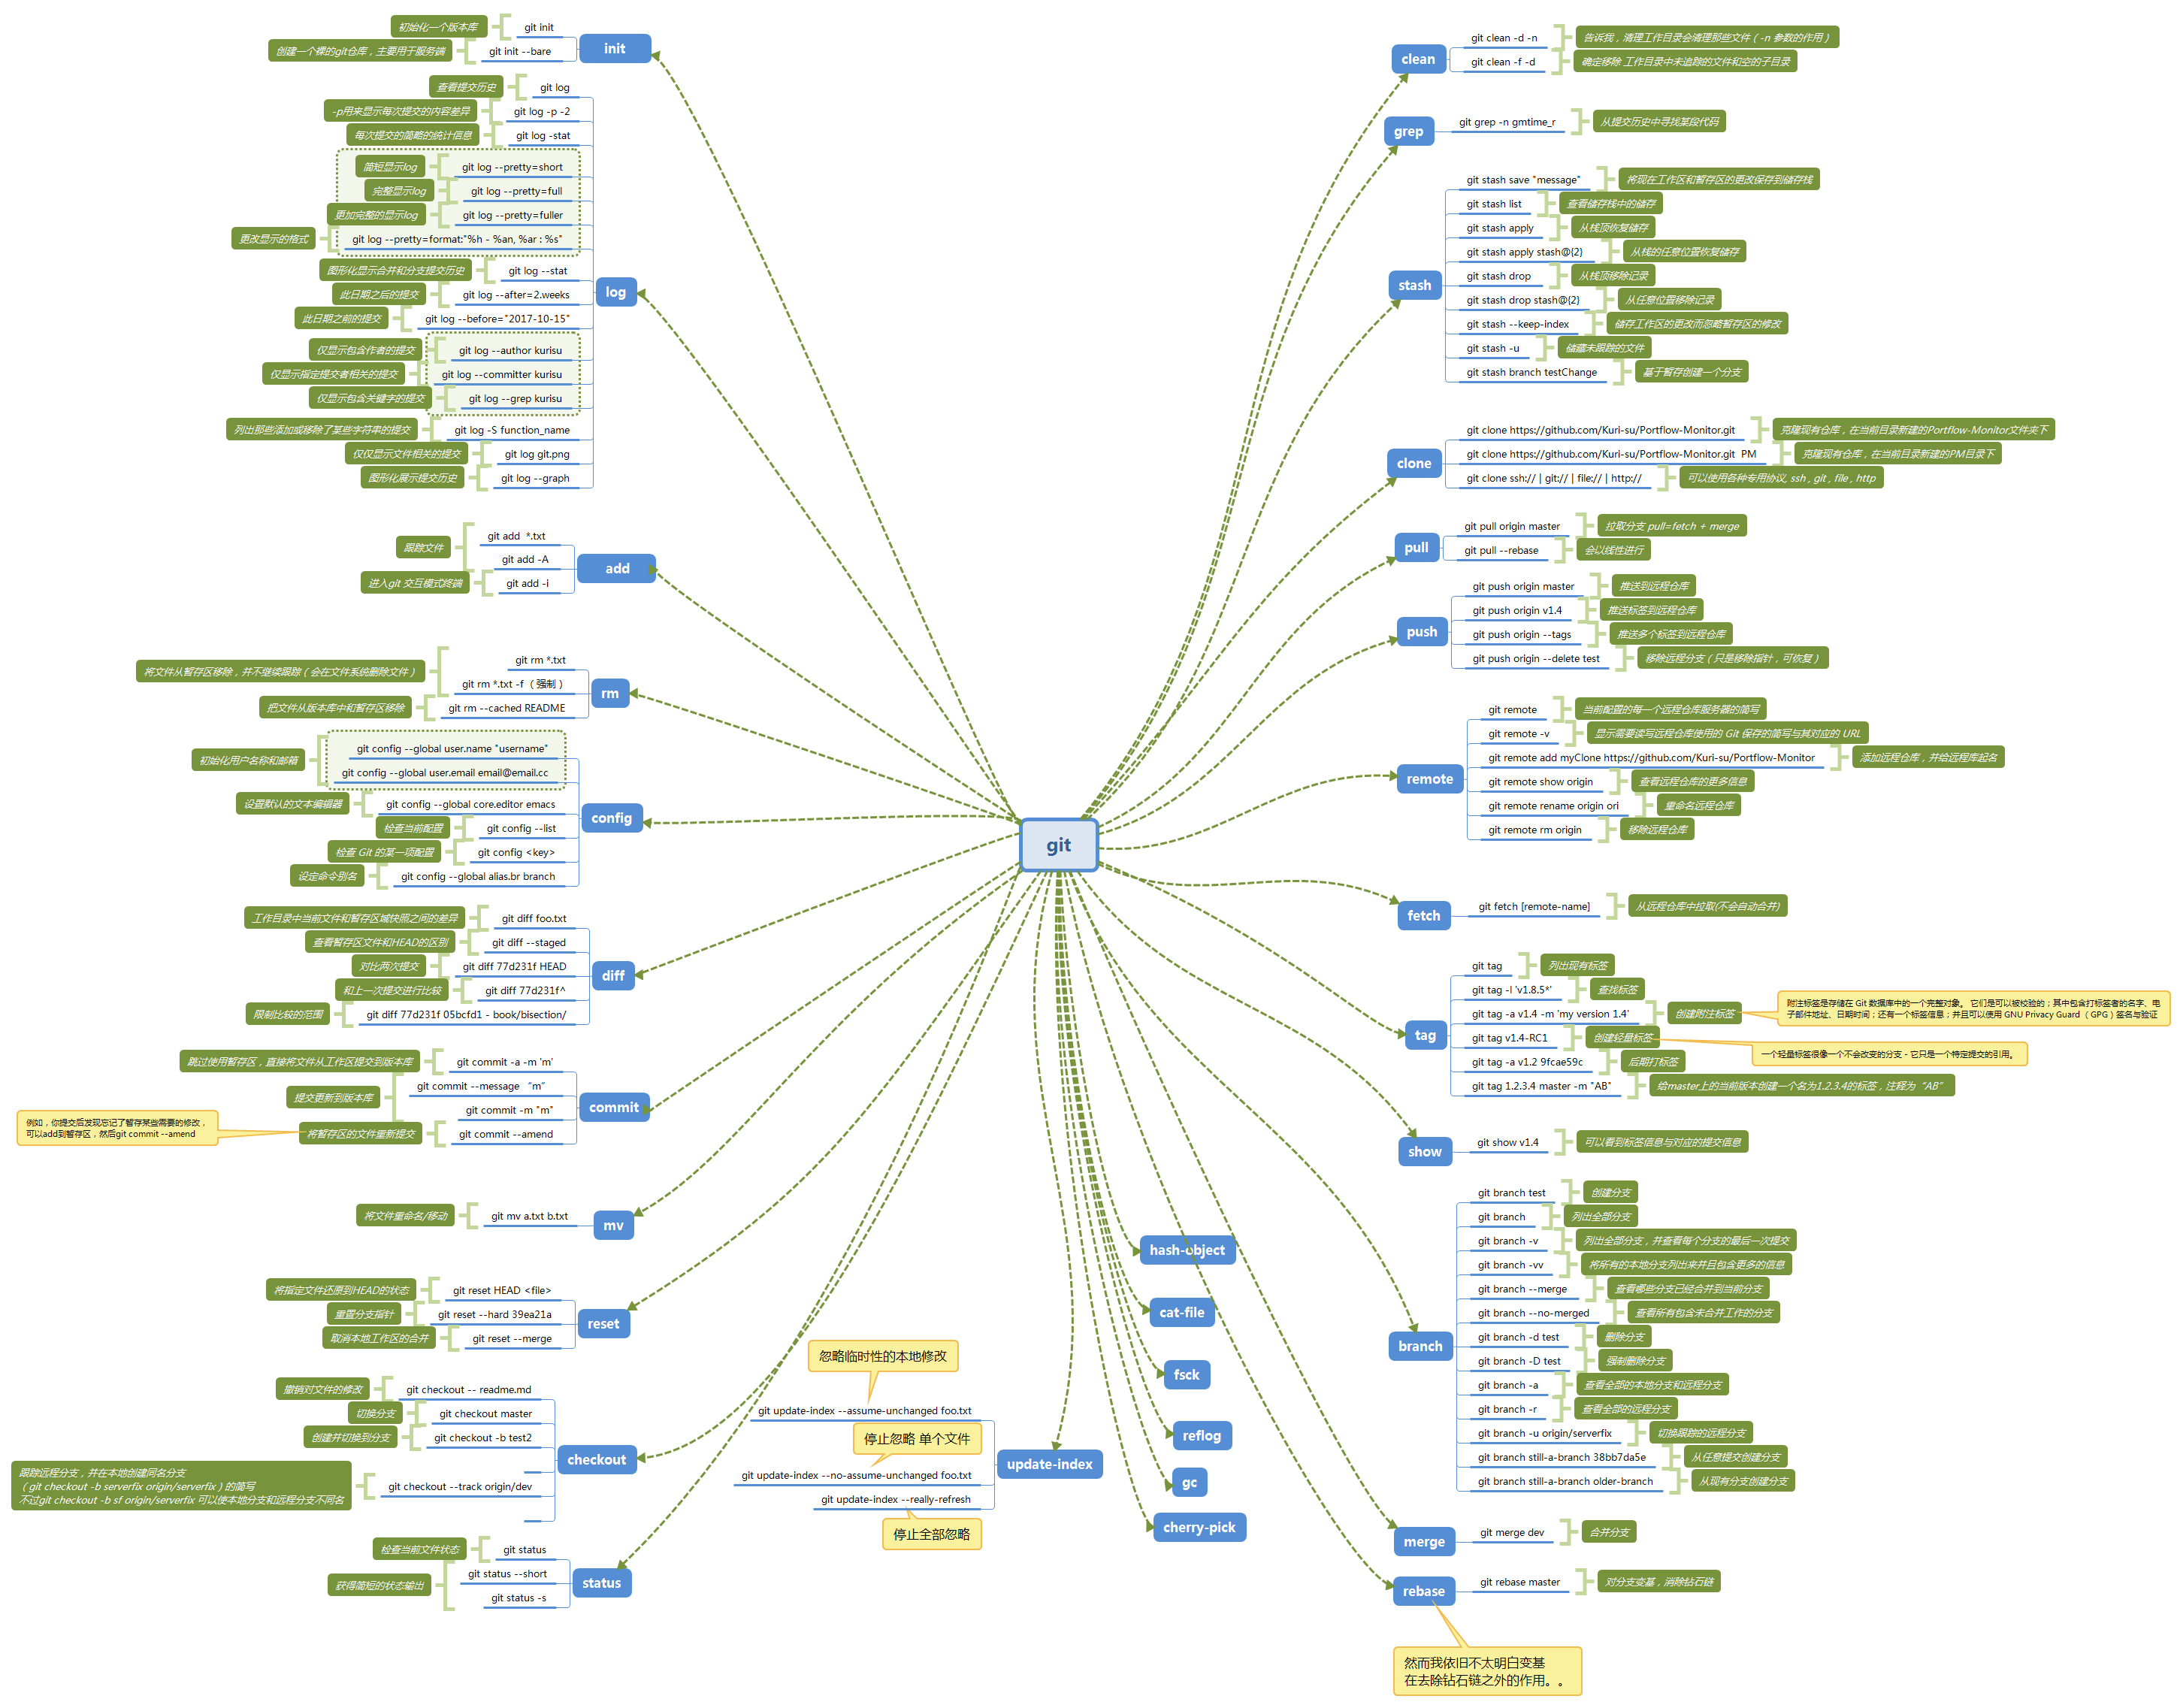 git
init
git init
初始化一个版本库
git init --bare
创建一个裸的git仓库，主要用于服务端
log
git log
查看提交历史
git log -p -2
-p用来显示每次提交的内容差异
git log -stat
每次提交的简略的统计信息
git log --pretty=short
简短显示log
git log --pretty=full
完整显示log
git log --pretty=fuller
更加完整的显示log
git log --pretty=format:"%h - %an, %ar : %s"
更改显示的格式
git log --stat
图形化显示合并和分支提交历史
git log --after=2.weeks
此日期之后的提交
git log --before="2017-10-15"
此日期之前的提交
git log --author kurisu
仅显示包含作者的提交
git log --committer kurisu
仅显示指定提交者相关的提交
git log --grep kurisu
仅显示包含关键字的提交
git log -S function_name
列出那些添加或移除了某些字符串的提交
git log git.png
仅仅显示文件相关的提交
git log --graph
图形化展示提交历史
add
git add  *.txt
git add -A
跟踪文件
git add -i
进入git 交互模式终端
rm
git rm *.txt
git rm *.txt -f（强制）
将文件从暂存区移除，并不继续跟踪（会在文件系统删除文件）
git rm --cached README
把文件从版本库中和暂存区移除
config
git config --global user.name "username"
git config --global user.email email@email.cc
初始化用户名称和邮箱
git config --global core.editor emacs
设置默认的文本编辑器
git config --list
检查当前配置
git config <key>
检查 Git 的某一项配置
git config --global alias.br branch
设定命令别名
diff
git diff foo.txt
工作目录中当前文件和暂存区域快照之间的差异
git diff --staged
查看暂存区文件和HEAD的区别
git diff 77d231f HEAD
对比两次提交
git diff 77d231f^
和上一次提交进行比较
git diff 77d231f 05bcfd1 - book/bisection/
限制比较的范围
commit
git commit -a -m 'm'
跳过使用暂存区，直接将文件从工作区提交到版本库
git commit --message “m”
git commit -m "m"
提交更新到版本库
git commit --amend
将暂存区的文件重新提交
例如，你提交后发现忘记了暂存某些需要的修改，
可以add到暂存区，然后git commit --amend
mv
git mv a.txt b.txt
将文件重命名/移动
reset
git reset HEAD <file>
将指定文件还原到HEAD的状态
git reset --hard 39ea21a
重置分支指针
git reset --merge
取消本地工作区的合并
checkout
git checkout -- readme.md
撤销对文件的修改
git checkout master
切换分支
git checkout -b test2
创建并切换到分支
git checkout --track origin/dev
跟踪远程分支，并在本地创建同名分支
（git checkout -b serverfix origin/serverfix）的简写
不过git checkout -b sf origin/serverfix 可以使本地分支和远程分支不同名
status
git status
检查当前文件状态
git status --short
git status -s
获得简短的状态输出
update-index
忽略临时性的本地修改
git update-index --assume-unchanged foo.txt
停止忽略 单个文件
git update-index --no-assume-unchanged foo.txt
git update-index --really-refresh
停止全部忽略
hash-object
cat-file
fsck
reflog
gc
cherry-pick
clean
git clean -d -n
告诉我，清理工作目录会清理那些文件（-n 参数的作用）
git clean -f -d
确定移除 工作目录中未追踪的文件和空的子目录
grep
git grep -n gmtime_r
从提交历史中寻找某段代码
stash
git stash save "message"
将现在工作区和暂存区的更改保存到储存栈
git stash list
查看储存栈中的储存
git stash apply
从栈顶恢复储存
git stash apply stash@{2}
从栈的任意位置恢复储存
git stash drop
从栈顶移除记录
git stash drop stash@{2}
从任意位置移除记录
git stash --keep-index
储存工作区的更改而忽略暂存区的修改
git stash -u
储藏未跟踪的文件
git stash branch testChange
基于暂存创建一个分支
clone
git clone https://github.com/Kuri-su/Portflow-Monitor.git
克隆现有仓库，在当前目录新建的Portflow-Monitor文件夹下
git clone https://github.com/Kuri-su/Portflow-Monitor.git  PM
克隆现有仓库，在当前目录新建的PM目录下
git clone ssh:// | git:// | file:// | http://
可以使用各种专用协议, ssh , git , file , http
pull
git pull origin master
拉取分支 pull=fetch + merge
git pull --rebase
会以线性进行
push
git push origin master
推送到远程仓库
git push origin v1.4
推送标签到远程仓库
git push origin --tags
推送多个标签到远程仓库
git push origin --delete test
移除远程分支（只是移除指针，可恢复）
remote
git remote
当前配置的每一个远程仓库服务器的简写
git remote -v
显示需要读写远程仓库使用的 Git 保存的简写与其对应的 URL
git remote add myClone https://github.com/Kuri-su/Portflow-Monitor
添加远程仓库，并给远程库起名
git remote show origin
查看远程仓库的更多信息
git remote rename origin ori
重命名远程仓库
git remote rm origin
移除远程仓库
fetch
git fetch [remote-name]
从远程仓库中拉取(不会自动合并)
tag
git tag
列出现有标签
git tag -l 'v1.8.5*'
查找标签
git tag -a v1.4 -m 'my version 1.4'
创建附注标签
附注标签是存储在 Git 数据库中的一个完整对象。 它们是可以被校验的；其中包含打标签者的名字、电
子邮件地址、日期时间；还有一个标签信息；并且可以使用 GNU Privacy Guard （GPG）签名与验证
git tag v1.4-RC1
创建轻量标签
一个轻量标签很像一个不会改变的分支 - 它只是一个特定提交的引用。
git tag -a v1.2 9fcae59c
后期打标签
git tag 1.2.3.4 master -m "AB"
给master上的当前版本创建一个名为1.2.3.4的标签，注释为“AB”
show
git show v1.4
可以看到标签信息与对应的提交信息
branch
git branch test
创建分支
git branch
列出全部分支
git branch -v
列出全部分支，并查看每个分支的最后一次提交
git branch -vv
将所有的本地分支列出来并且包含更多的信息
git branch --merge
查看哪些分支已经合并到当前分支
git branch --no-merged
查看所有包含未合并工作的分支
git branch -d test
删除分支
git branch -D test
强制删除分支
git branch -a
查看全部的本地分支和远程分支
git branch -r
查看全部的远程分支
git branch -u origin/serverfix
切换跟踪的远程分支
git branch still-a-branch 38bb7da5e
从任意提交创建分支
git branch still-a-branch older-branch
从现有分支创建分支
merge
git merge dev
合并分支
rebase
git rebase master
对分支变基，消除钻石链
然而我依旧不太明白变基
在去除钻石链之外的作用。。